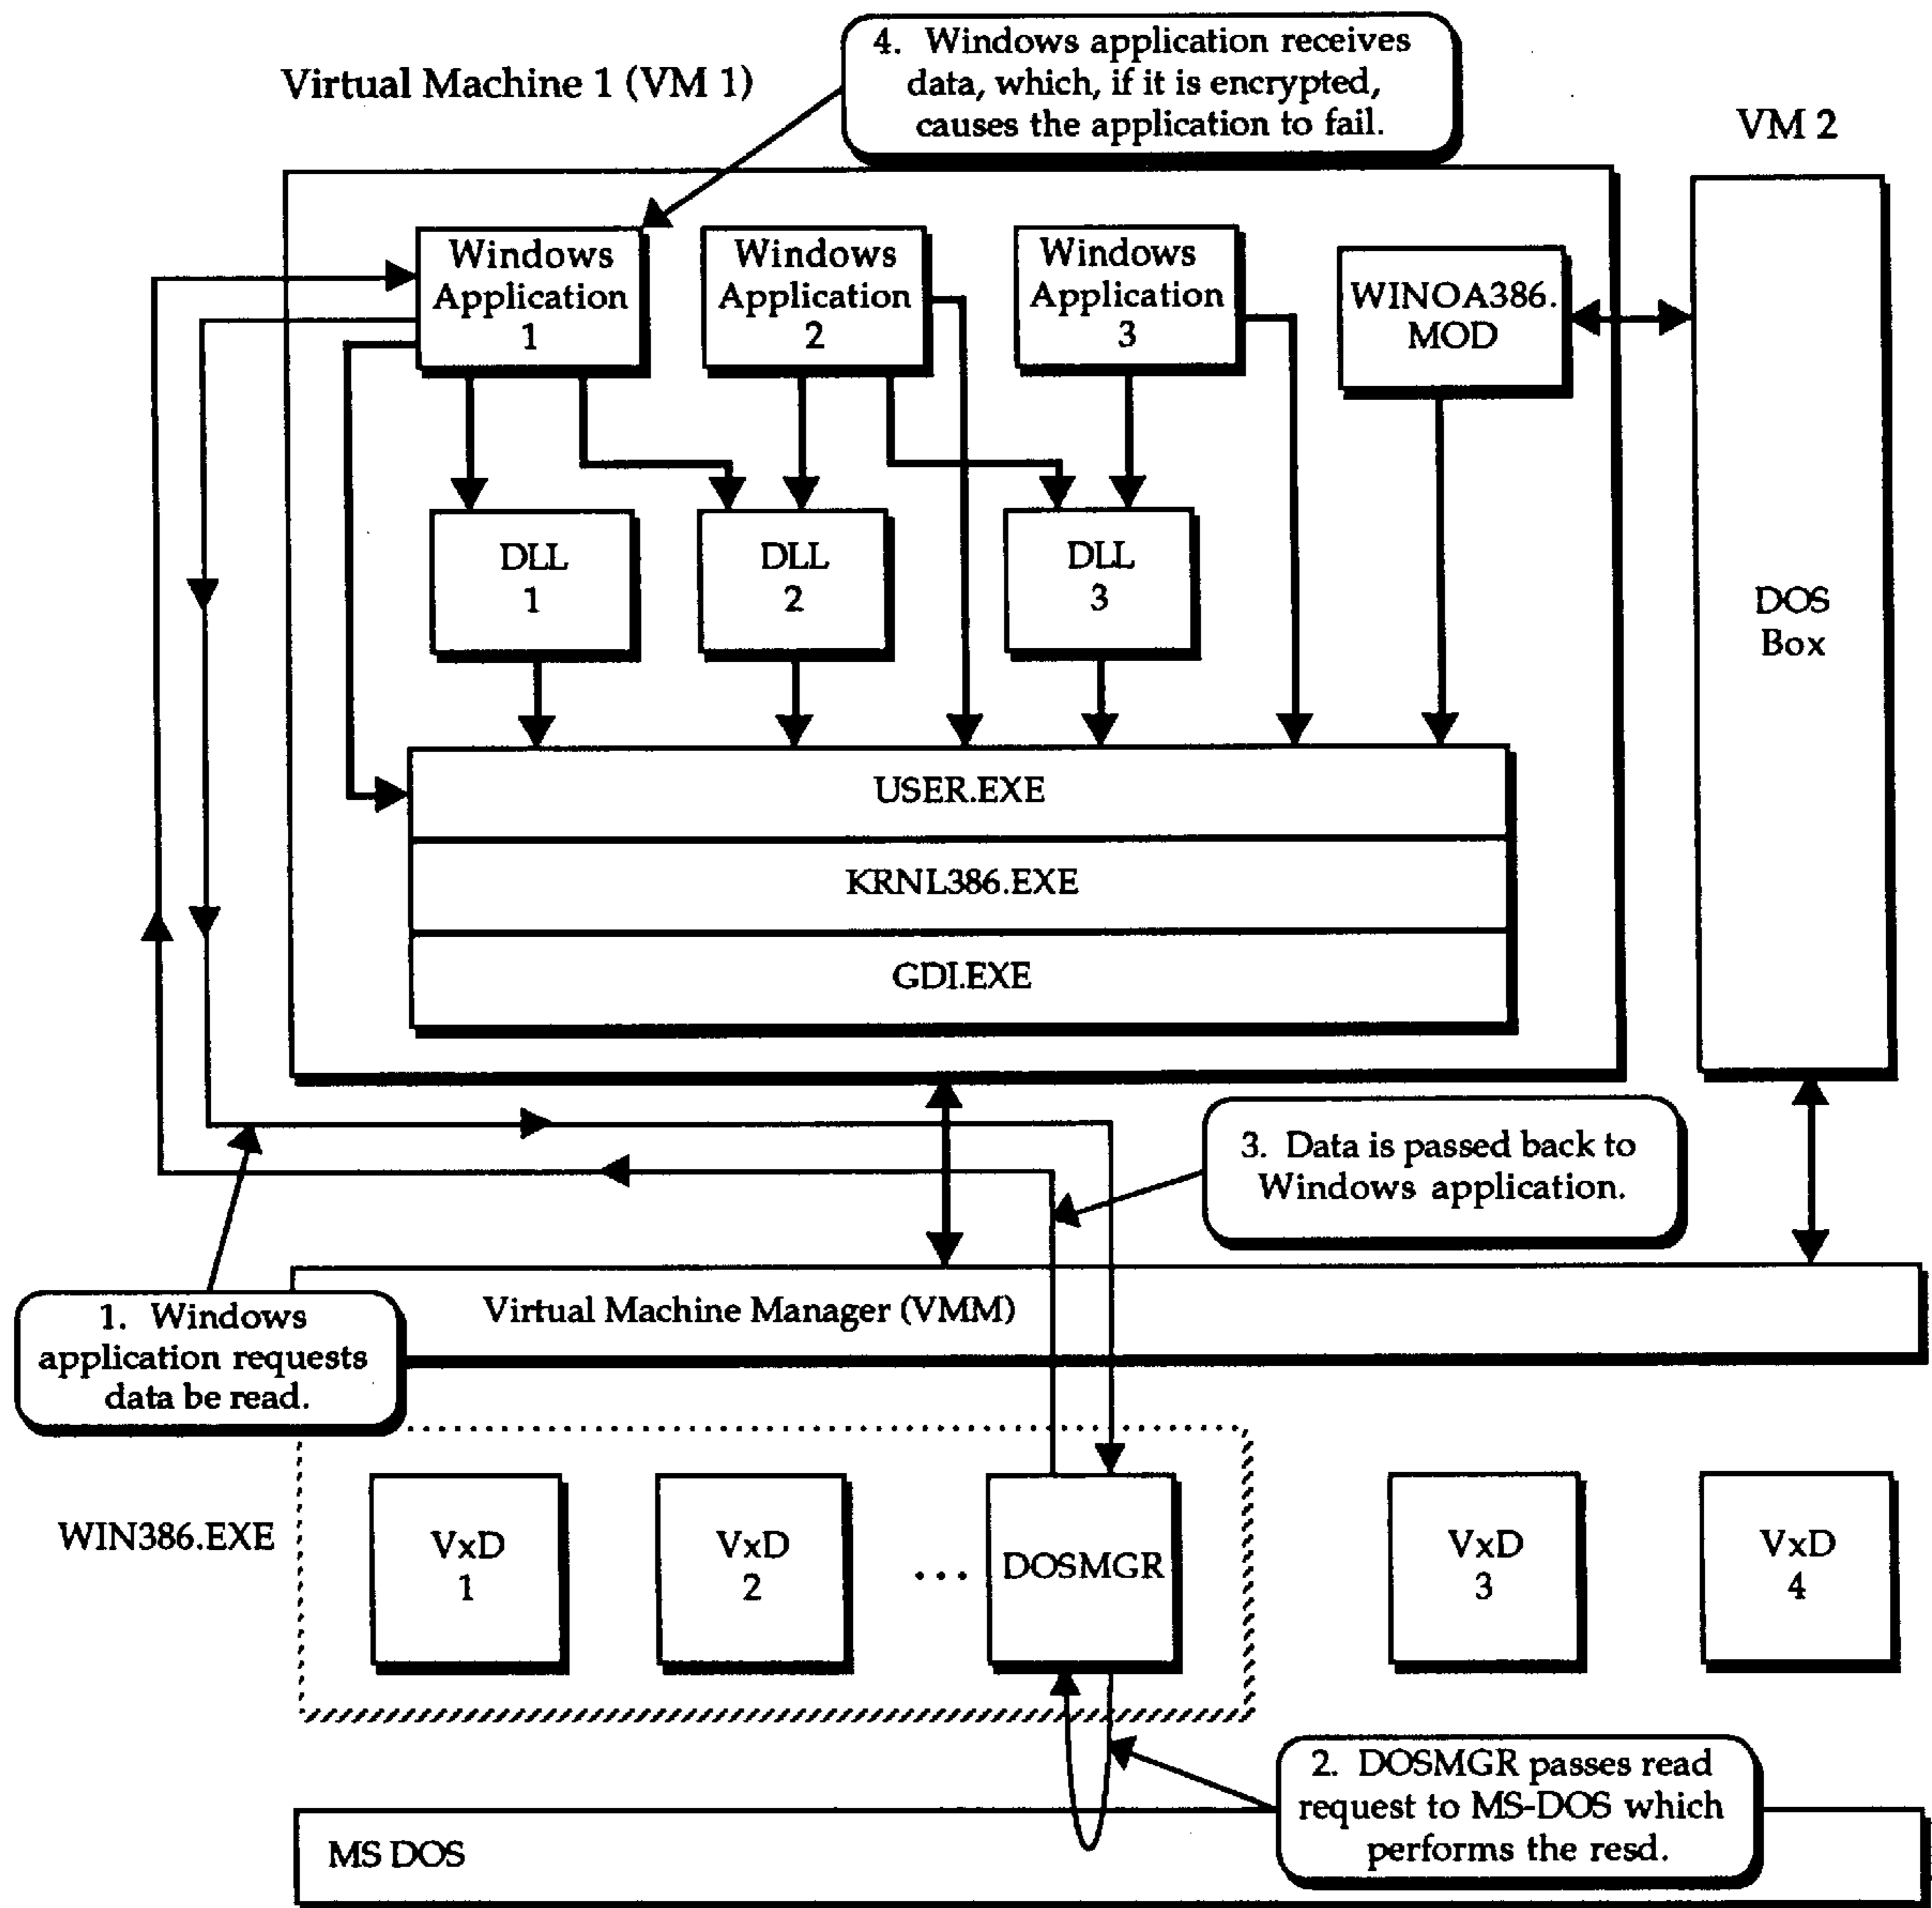 4. Windows application receives
data, which, if it is encrypted,
causes the application to fail.
Virtual Machine 1 (VM 1)
VM 2
Windows
Application
1
Windows
Application
2
Windows
Application
3
WINOA386.
MOD
DLL
1
DLL
2
DLL
3
DOS
Box
USER.EXE
KRNL386.EXE
GDI.EXE
3. Data is passed back to
Windows application.
1. Windows
application requests
data be read.
Virtual Machine Manager (VMM)
WIN386.EXE
VxD
1
VxD
2
...
DOSMGR
VxD
3
VxD
4
2. DOSMGR passes read
request to MS-DOS which
performs the resd.
MS DOS